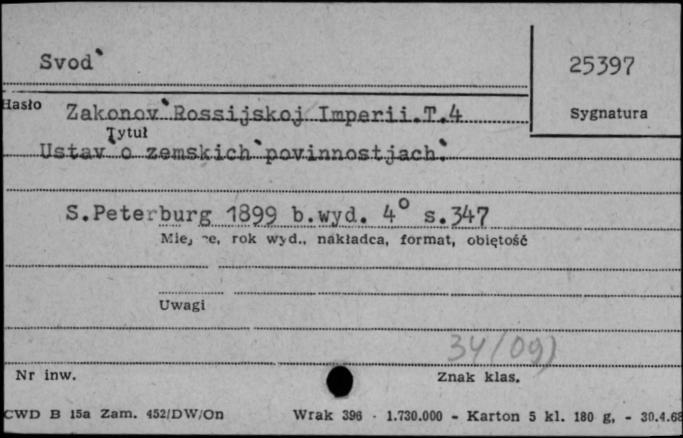 Svod`
25397
Hasło
Zakonov` Rossijskoj Imperii.T.4
Sygnatura
Tytuł
Ustav`o zemskich`povinnostjach.`
S.Peterburg 1899 b.wyd. 4° s.347
Miejsce, rok wyd., nakładca, format, obiętość
Uwagi
34/09)
Nr inw.
Znak klas.
CWD B 15a Zam. 452/DW/On Wrak 396 - 1.730.000 - Karton 5 kl. 180 g, - 30.4.68